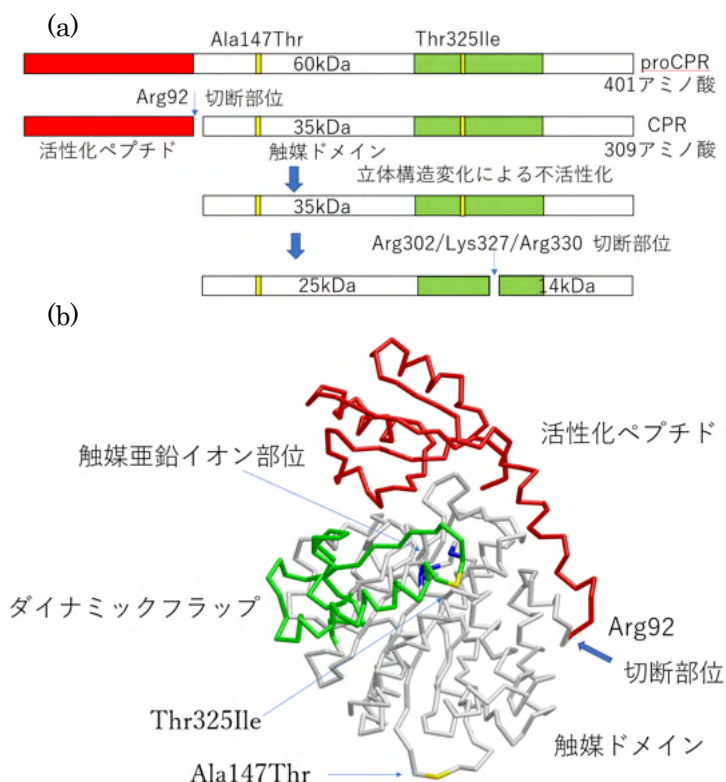 (a)
Ala147Thr Thr325Ile
60kDa proCPR
401アミノ酸
Arg92 切断部位
35kDa CPR
活性化ペプチド 触媒ドメイン 309アミノ酸
立体構造変化による不活性化
35kDa
Arg302/Lys327/Arg330 切断部位
25kDa 14kDa
(b)
活性化ペプチド
触媒亜鉛イオン部位
ダイナミックフラップ
Arg92
切断部位
Thr325Ile
触媒ドメイン
Ala147Thr